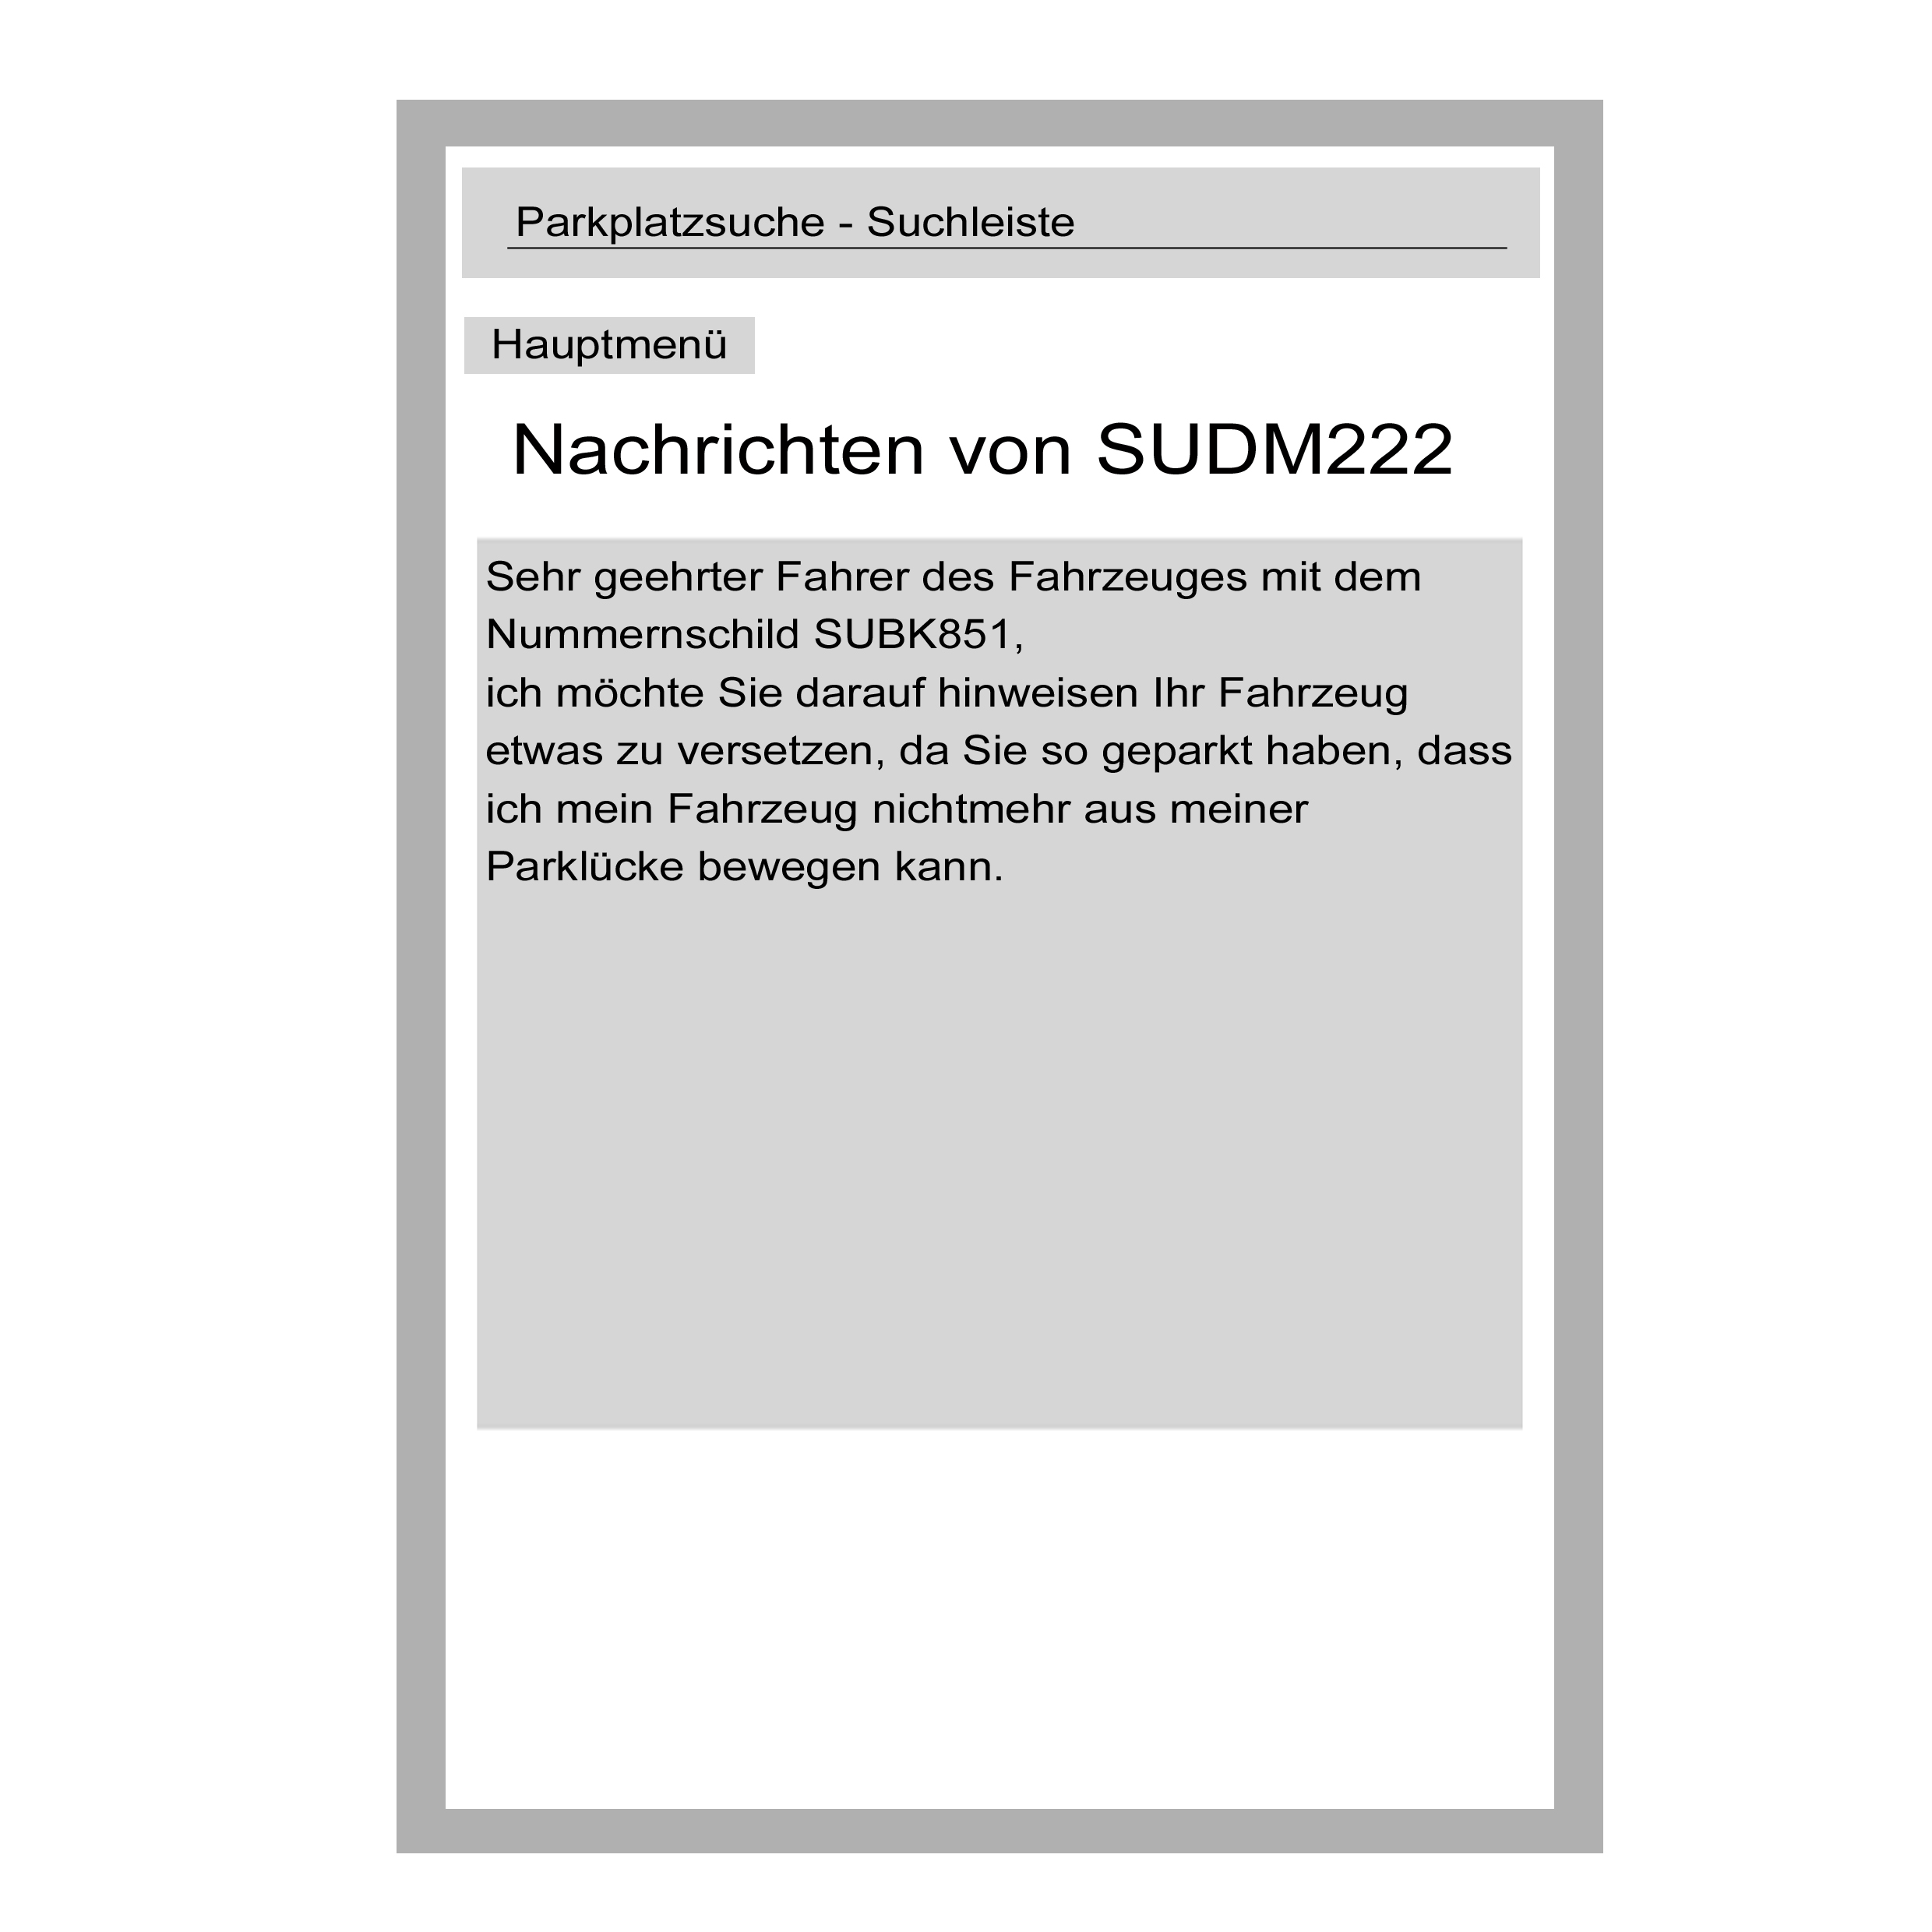 Parkplatzsuche - Suchleiste
Hauptmenü
Nachrichten von SUDM222
Sehr geehrter Fahrer des Fahrzeuges mit dem
Nummernschild SUBK851,
ich möchte Sie darauf hinweisen Ihr Fahrzeug
etwas zu versetzen, da Sie so geparkt haben, dass
ich mein Fahrzeug nichtmehr aus meiner
Parklücke bewegen kann.